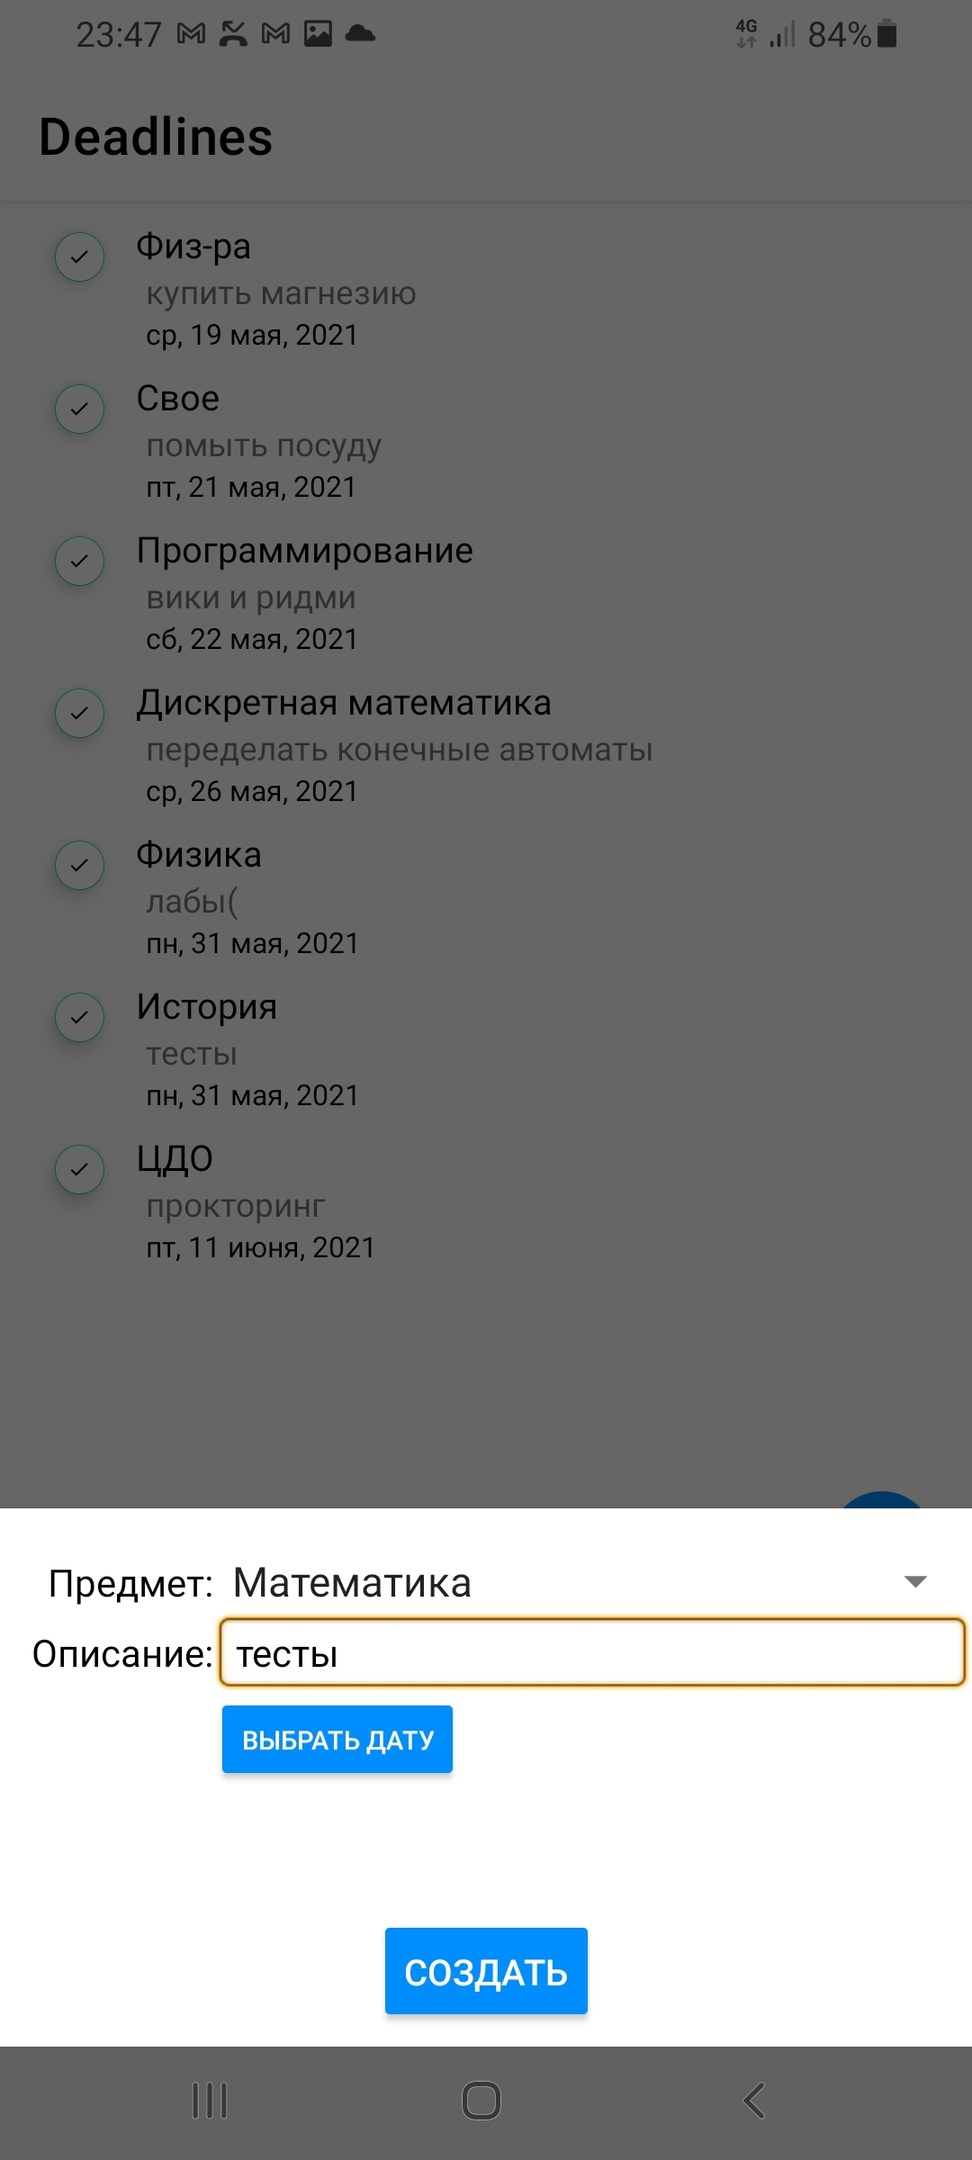 23:47
4G
84%
Deadlines
Физ-ра
купить магнезию
ср, 19 мая, 2021
Свое
помыть посуду
пт, 21 мая, 2021
Программирование
вики и ридми
сб, 22 мая, 2021
Дискретная математика
переделать конечные автоматы
ср, 26 мая, 2021
Физика
лабы(
пн, 31 мая, 2021
История
тесты
пн, 31 мая, 2021
ЦДО
прокторинг
пт, 11 июня, 2021
Предмет: Математика
Описание: тесты
ВЫБРАТЬ ДАТУ
СОЗДАТЬ